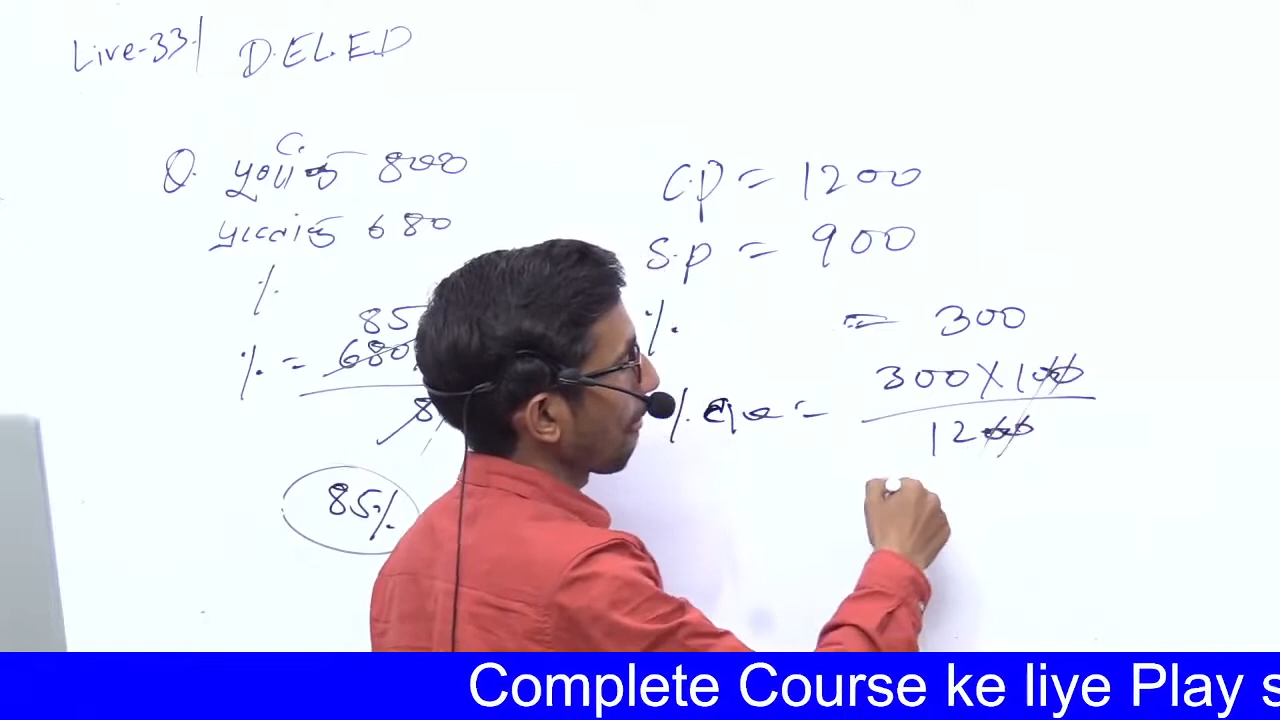 Live-33 | D.EL.E.D
Q. पूर्णांक 800
प्राप्तांक 680
%
85
% = 680
8
85%
C.P = 1200
S.P = 900
%
= 300
300 X 100
% =
1200
Complete Course ke liye Play s